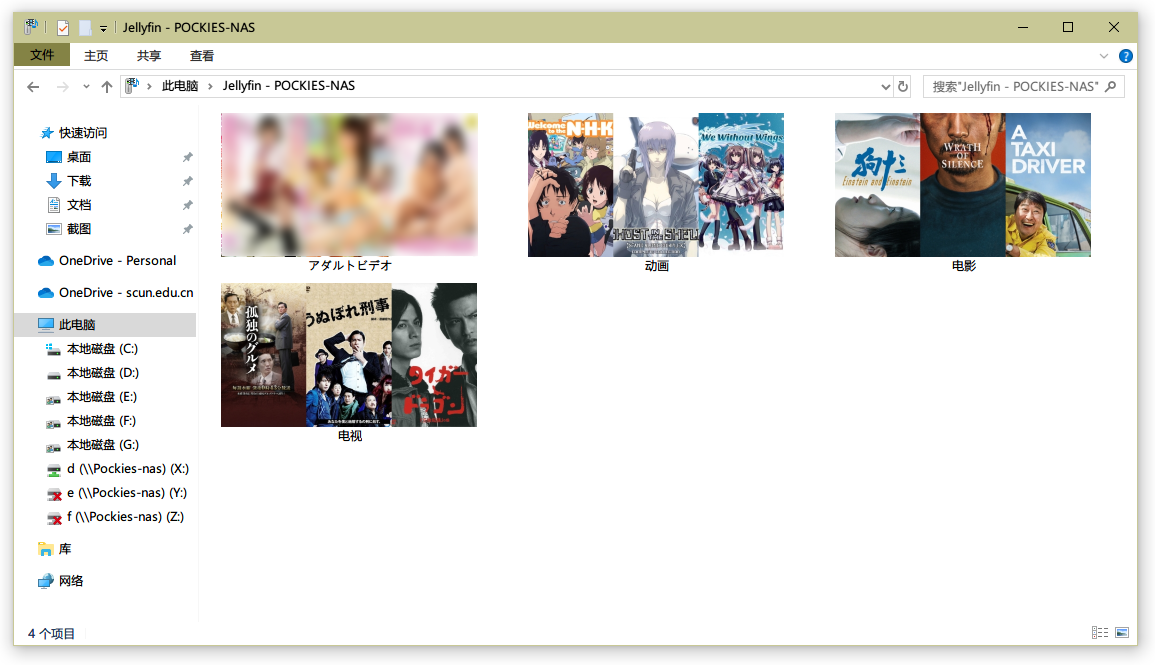 Jellyfin - POCKIES-NAS
文件 主页 共享 查看
此电脑 Jellyfin - POCKIES-NAS
搜索"Jellyfin - POCKIES-NAS"
快速访问
桌面
下载
文档
截图
OneDrive - Personal
OneDrive - scun.edu.cn
此电脑
本地磁盘 (C:)
本地磁盘 (D:)
本地磁盘 (E:)
本地磁盘 (F:)
本地磁盘 (G:)
d (\\Pockies-nas) (X:)
e (\\Pockies-nas) (Y:)
f (\\Pockies-nas) (Z:)
库
网络
アダルトビデオ
Welcome
to the N·H·K
We Without Wings
动画
狗十三
Einstein and Einstein
WRATH
OF
SILENCE
A
TAXI
DRIVER
电影
孤独のグルメ
うぬぼれ刑事
タイガー
&
ドラゴン
电视
4 个项目